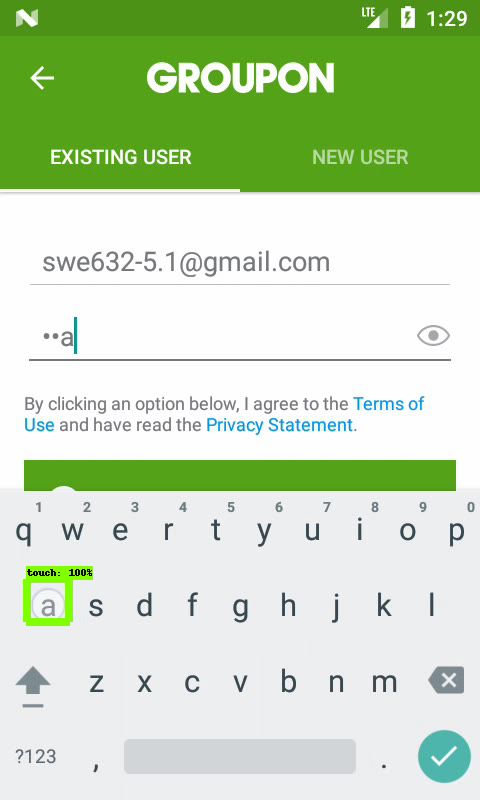 LTE 1:29
GROUPON
EXISTING USER NEW USER
swe632-5.1@gmail.com
••a
By clicking an option below, I agree to the Terms of
Use and have read the Privacy Statement.
1 2 3 4 5 6 7 8 9 0
q w e r t y u i o p
touch: 100%
a s d f g h j k l
z x c v b n m
?123 , .